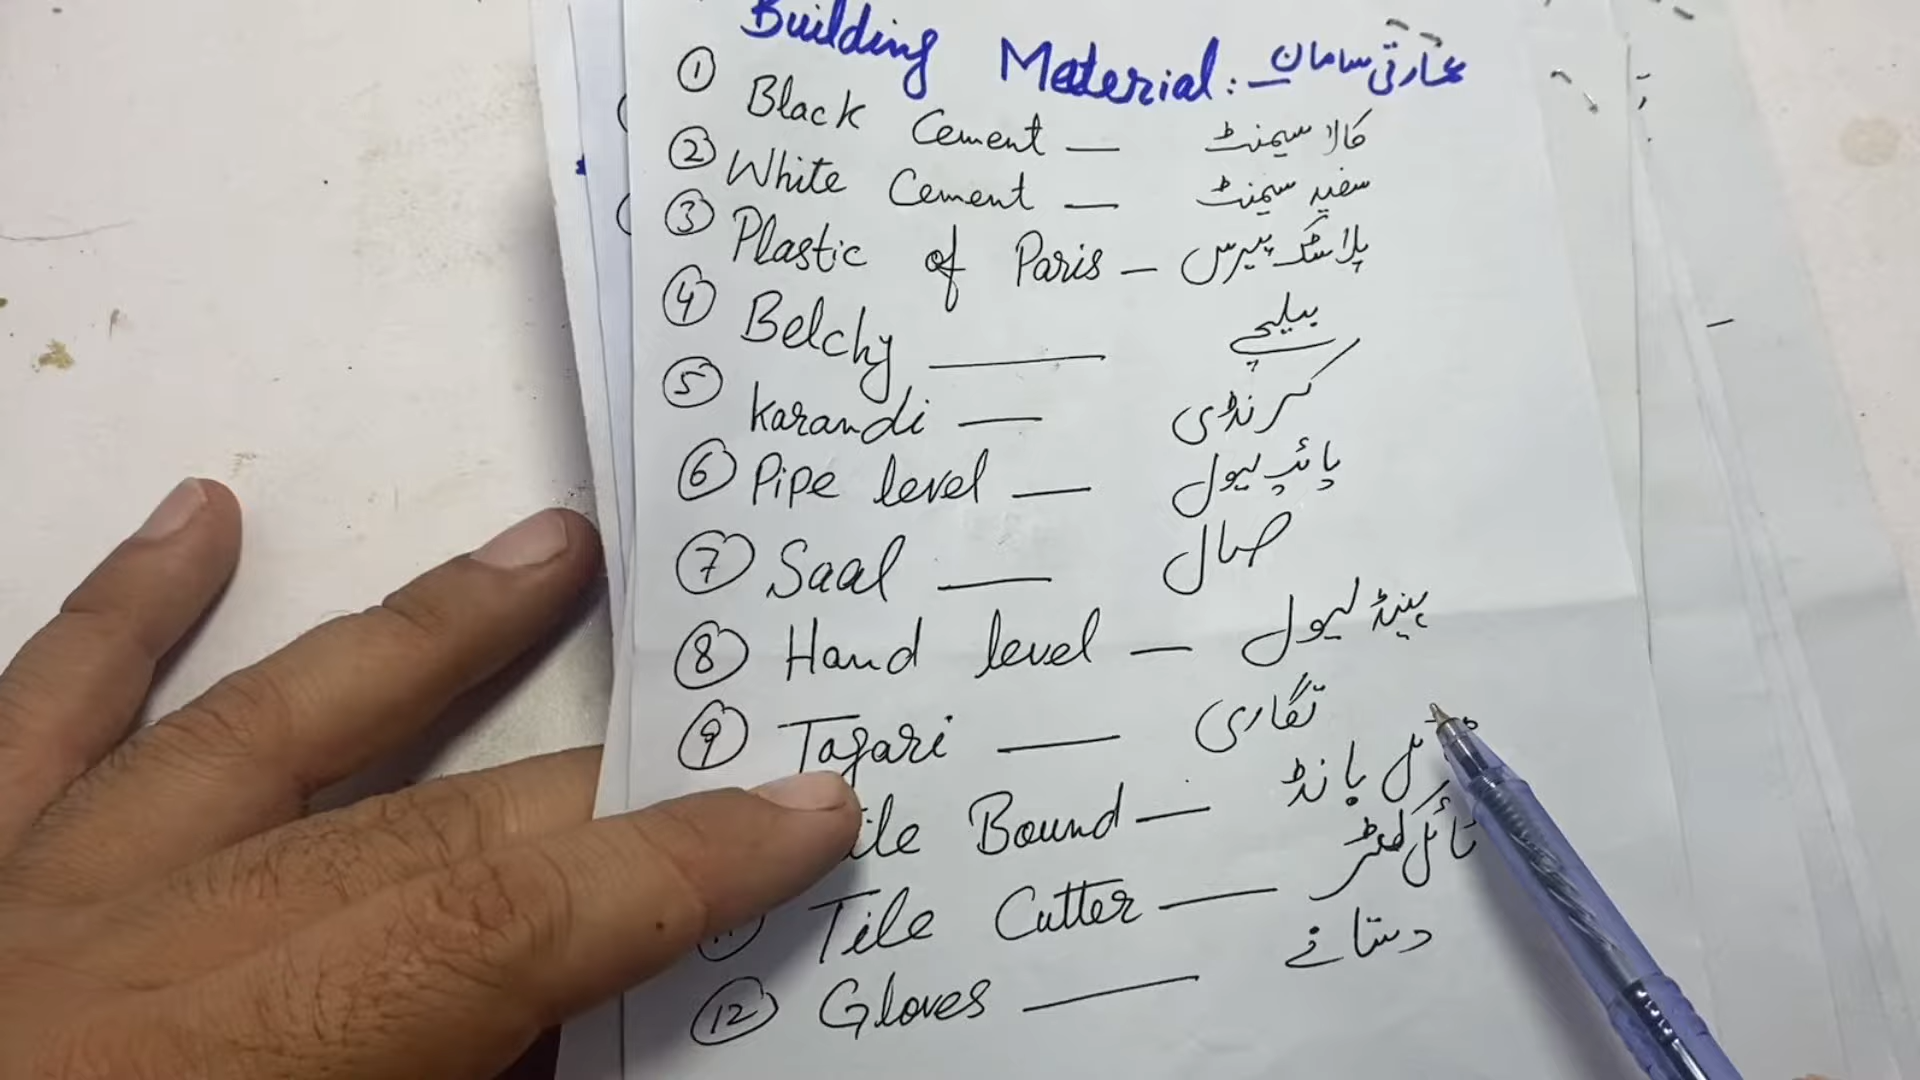 Building Material :- عمارتی سامان
① Black Cement — کالا سیمنٹ
② White Cement — سفید سیمنٹ
③ Plastic of Paris — پلاسٹک پیرس
④ Belchy — بیلچے
⑤ Karandi — کرنڈی
⑥ Pipe level — پائپ لیول
⑦ Saal — صال
⑧ Hand level — ہینڈ لیول
⑨ Tagari — تگاری
ile Bound — ل بانڈ
Tile Cutter — ٹائل کٹر
⑫ Gloves — دستانے